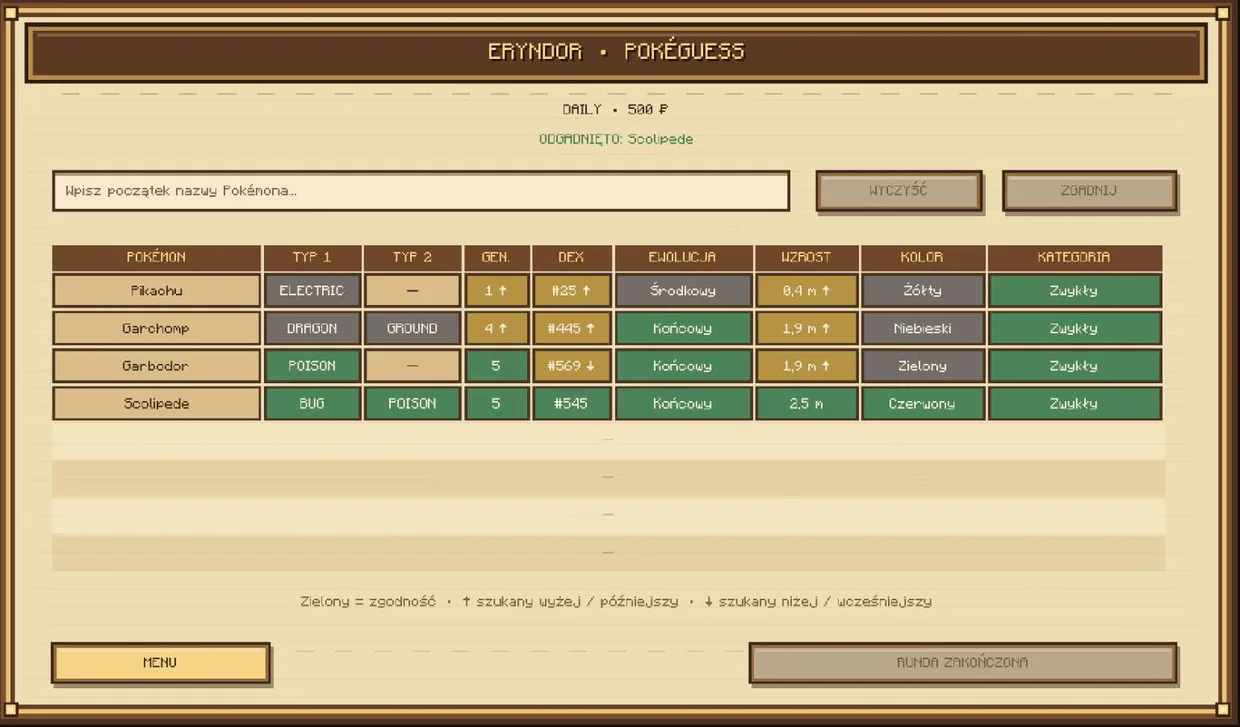 ERYNDOR · POKÉGUESS
DAILY · 500 ₽
ODGADNIĘTO: Scolipede
Wpisz początek nazwy Pokémona… WYCZYŚĆ ZGADNIJ
POKÉMON TYP 1 TYP 2 GEN. DEX EWOLUCJA WZROST KOLOR KATEGORIA
Pikachu ELECTRIC — 1 ↑ #25 ↑ Środkowy 0,4 m ↑ Żółty Zwykły
Garchomp DRAGON GROUND 4 ↑ #445 ↑ Końcowy 1,9 m ↑ Niebieski Zwykły
Garbodor POISON — 5 #569 ↓ Końcowy 1,9 m ↑ Zielony Zwykły
Scolipede BUG POISON 5 #545 Końcowy 2,5 m Czerwony Zwykły
—
—
—
—
Zielony = zgodność · ↑ szukany wyżej / późniejszy · ↓ szukany niżej / wcześniejszy
MENU RUNDA ZAKOŃCZONA